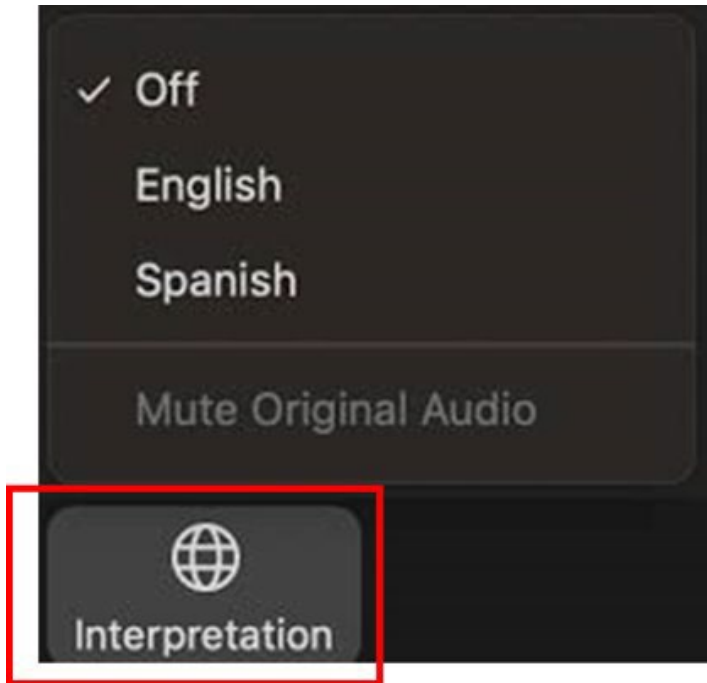 Off
English
Spanish
Mute Original Audio
Interpretation